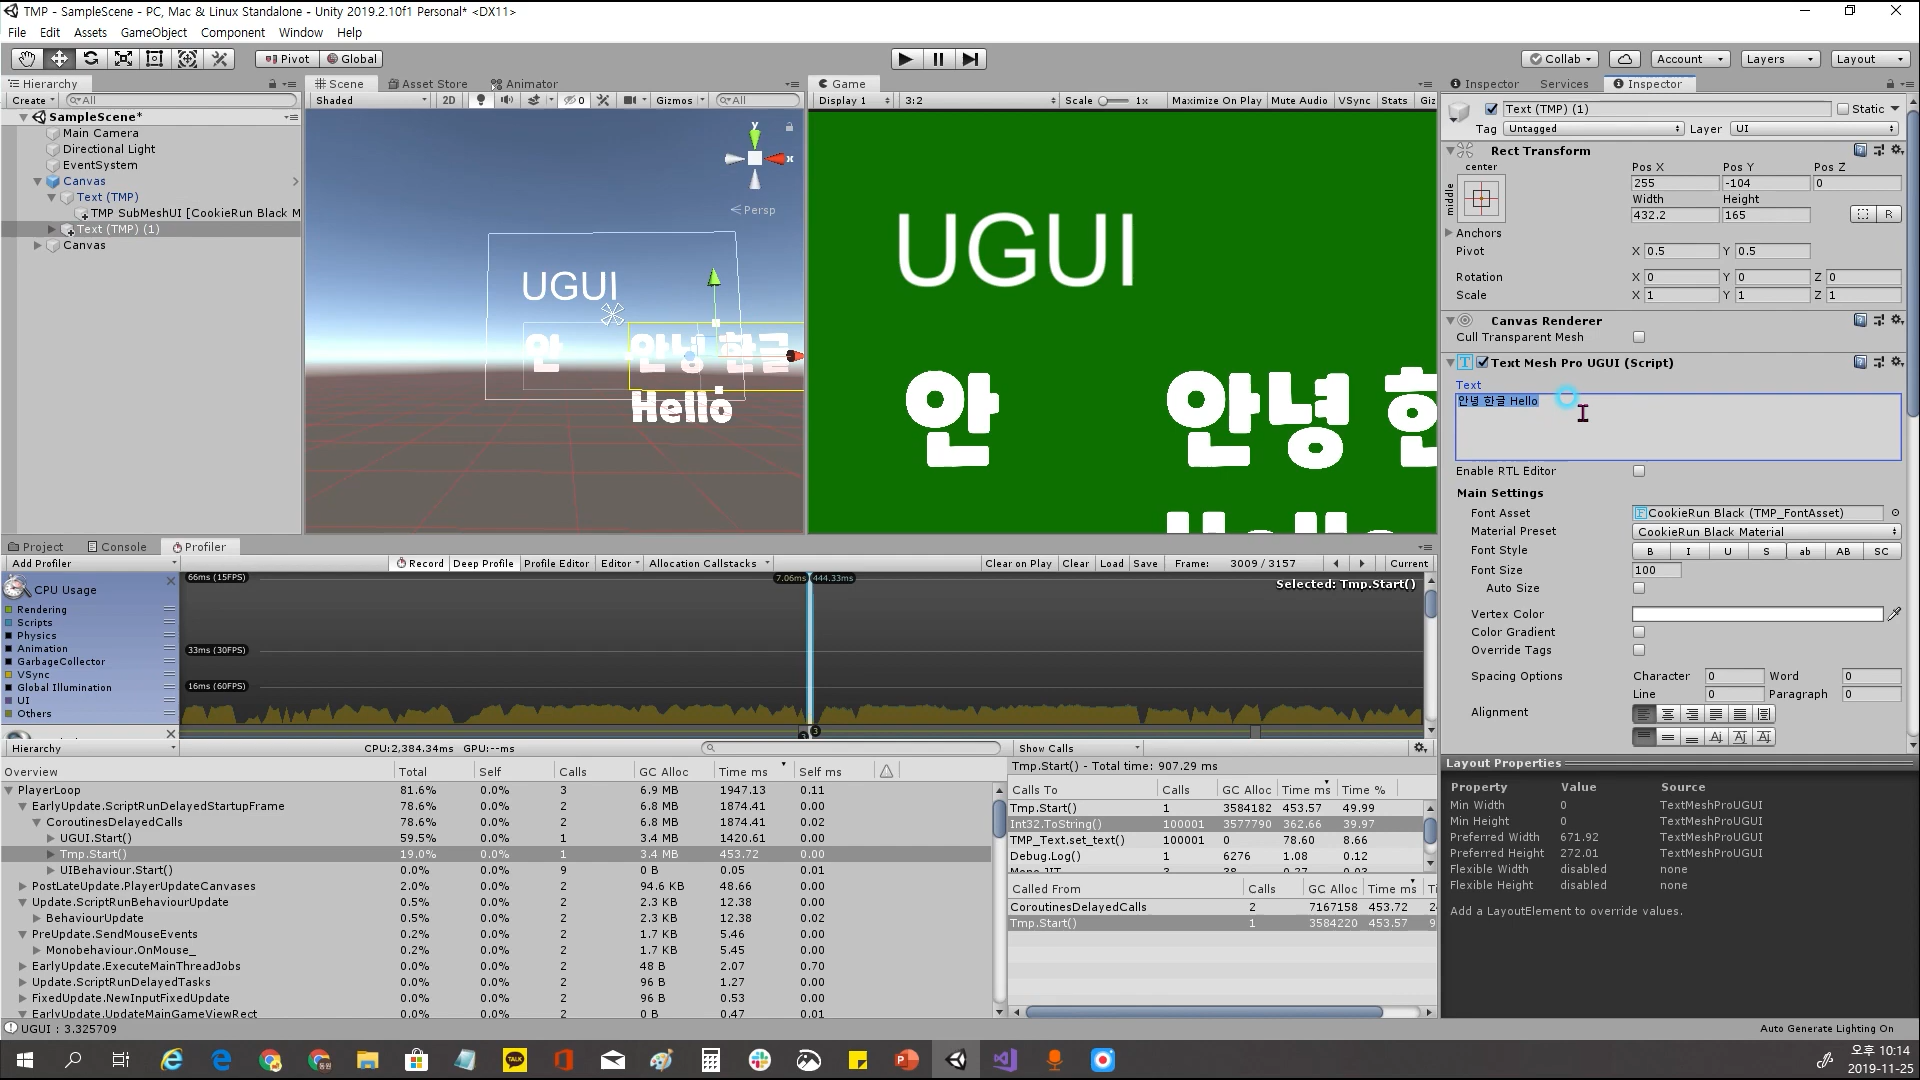 TMP - SampleScene - PC, Mac & Linux Standalone - Unity 2019.2.10f1 Personal* <DX11>
File Edit Assets GameObject Component Window Help
Pivot Global Collab Account Layers Layout
Hierarchy
Create All
SampleScene*
Main Camera
Directional Light
EventSystem
Canvas
Text (TMP)
TMP SubMeshUI [CookieRun Black M
Text (TMP) (1)
Canvas
Scene Asset Store Animator
Shaded 2D 0 Gizmos All
y
x
Persp
UGUI
안 안녕 한글
Hello
Game
Display 1 3:2 Scale 1x Maximize On Play Mute Audio VSync Stats Giz
UGUI
안 안녕 한
Hello
Inspector Services Inspector
Text (TMP) (1) Static
Tag Untagged Layer UI
Rect Transform
center
middle
Pos X Pos Y Pos Z
255 -104 0
Width Height
432.2 165 R
Anchors
Pivot X 0.5 Y 0.5
Rotation X 0 Y 0 Z 0
Scale X 1 Y 1 Z 1
Canvas Renderer
Cull Transparent Mesh
Text Mesh Pro UGUI (Script)
Text
안녕 한글 Hello
Enable RTL Editor
Main Settings
Font Asset CookieRun Black (TMP_FontAsset)
Material Preset CookieRun Black Material
Font Style B I U S ab AB SC
Font Size 100
Auto Size
Vertex Color
Color Gradient
Override Tags
Spacing Options Character 0 Word 0
Line 0 Paragraph 0
Alignment
Layout Properties
Property Value Source
Min Width 0 TextMeshProUGUI
Min Height 0 TextMeshProUGUI
Preferred Width 671.92 TextMeshProUGUI
Preferred Height 272.01 TextMeshProUGUI
Flexible Width disabled none
Flexible Height disabled none
Add a LayoutElement to override values.
Project Console Profiler
Add Profiler Record Deep Profile Profile Editor Editor Allocation Callstacks Clear on Play Clear Load Save Frame: 3009 / 3157 Current
CPU Usage
Rendering
Scripts
Physics
Animation
GarbageCollector
VSync
Global Illumination
UI
Others
66ms (15FPS)
33ms (30FPS)
16ms (60FPS)
7.06ms 444.33ms
Selected: Tmp.Start()
Hierarchy CPU:2,384.34ms GPU:--ms
Overview Total Self Calls GC Alloc Time ms Self ms
PlayerLoop 81.6% 0.0% 3 6.9 MB 1947.13 0.11
EarlyUpdate.ScriptRunDelayedStartupFrame 78.6% 0.0% 2 6.8 MB 1874.41 0.00
CoroutinesDelayedCalls 78.6% 0.0% 2 6.8 MB 1874.41 0.02
UGUI.Start() 59.5% 0.0% 1 3.4 MB 1420.61 0.00
Tmp.Start() 19.0% 0.0% 1 3.4 MB 453.72 0.00
UIBehaviour.Start() 0.0% 0.0% 9 0 B 0.05 0.01
PostLateUpdate.PlayerUpdateCanvases 2.0% 0.0% 2 94.6 KB 48.66 0.00
Update.ScriptRunBehaviourUpdate 0.5% 0.0% 2 2.3 KB 12.38 0.00
BehaviourUpdate 0.5% 0.0% 2 2.3 KB 12.38 0.02
PreUpdate.SendMouseEvents 0.2% 0.0% 2 1.7 KB 5.46 0.00
Monobehaviour.OnMouse_ 0.2% 0.0% 2 1.7 KB 5.45 0.00
EarlyUpdate.ExecuteMainThreadJobs 0.0% 0.0% 2 48 B 2.07 0.70
Update.ScriptRunDelayedTasks 0.0% 0.0% 2 96 B 1.27 0.00
FixedUpdate.NewInputFixedUpdate 0.0% 0.0% 2 96 B 0.53 0.00
EarlyUpdate.UpdateMainGameViewRect 0.0% 0.0% 2 0 B 0.47 0.01
Show Calls
Tmp.Start() - Total time: 907.29 ms
Calls To Calls GC Alloc Time ms Time %
Tmp.Start() 1 3584182 453.57 49.99
Int32.ToString() 100001 3577790 362.66 39.97
TMP_Text.set_text() 100001 0 78.60 8.66
Debug.Log() 1 6276 1.08 0.12
Mono.JIT 3 38 0.27 0.03
Called From Calls GC Alloc Time ms Ti
CoroutinesDelayedCalls 2 7167158 453.72 2
Tmp.Start() 1 3584220 453.57 9
UGUI : 3.325709
Auto Generate Lighting On
TALK
오후 10:14
2019-11-25